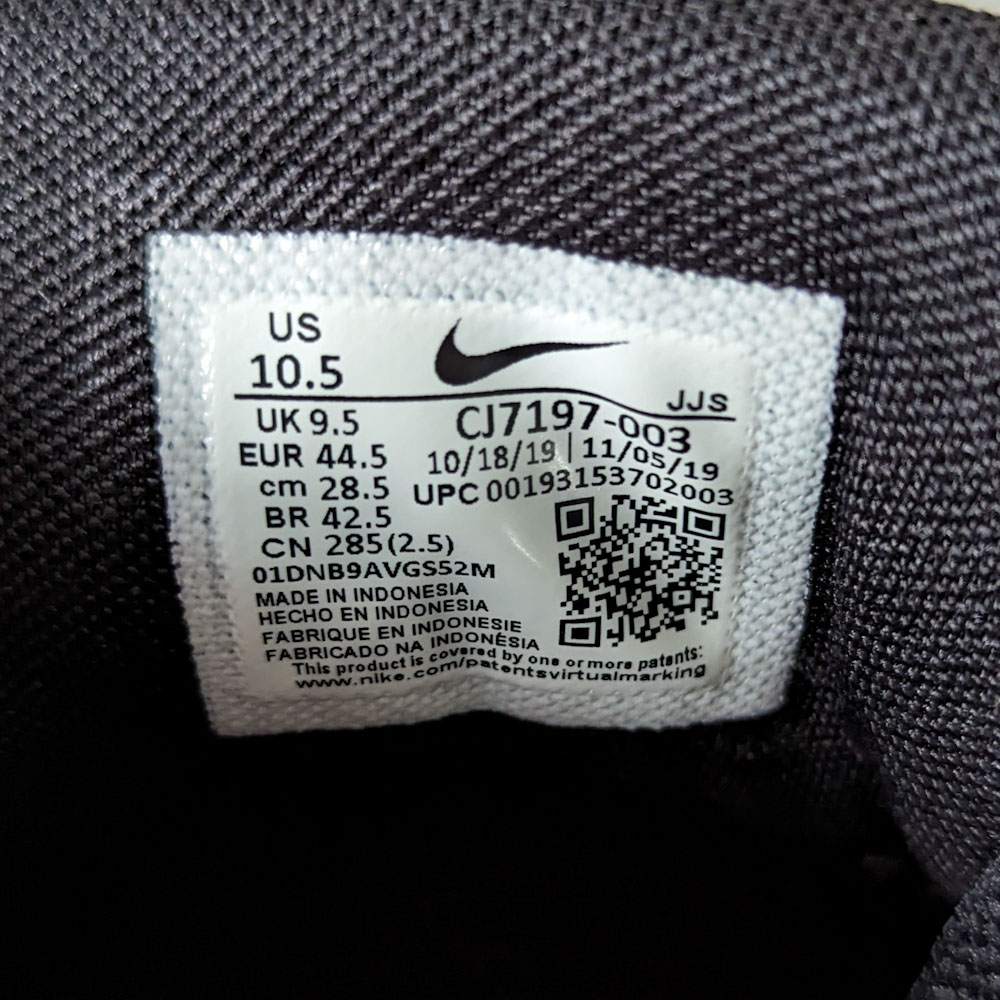 US
10.5
JJS
UK 9.5
CJ7197-003
EUR 44.5
10/18/19 | 11/05/19
cm 28.5
UPC 00193153702003
BR 42.5
CN 285(2.5)
01DNB9AVGS52M
MADE IN INDONESIA
HECHO EN INDONESIA
FABRIQUE EN INDONESIE
FABRICADO NA INDONÉSIA
This product is covered by one or more patents:
www.nike.com/patentsvirtualmarking